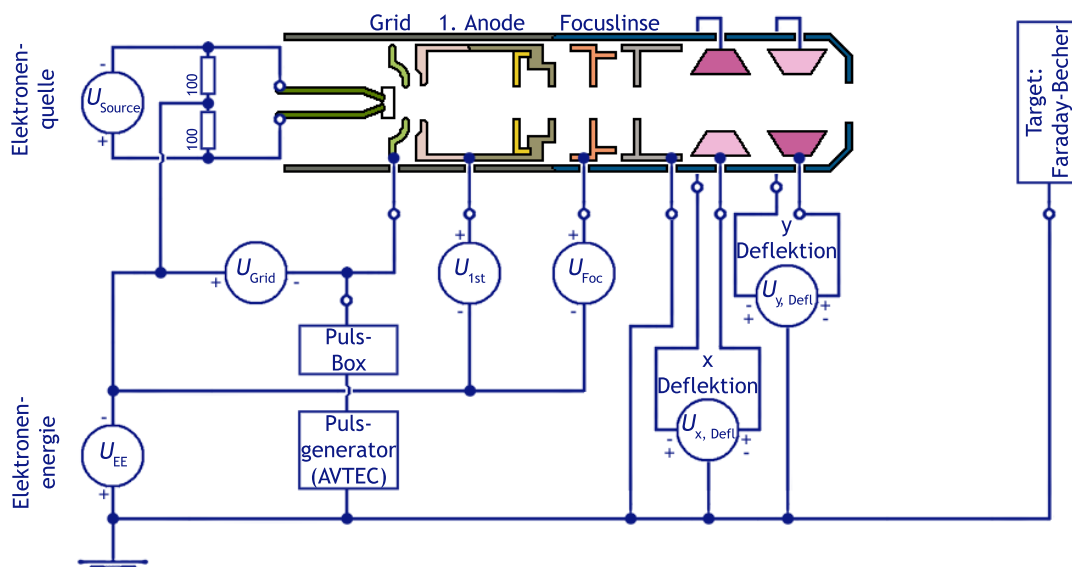 Grid 1. Anode Focuslinse
Elektronen-
quelle
-
U Source
+
100
100
Target:
Faraday-Becher
+ U Grid -
+
U 1st
-
+
U Foc
-
y
Deflektion
- U y, Defl +
+ -
Puls-
Box
x
Deflektion
- U x, Defl +
+ -
Elektronen-
energie
-
U EE
+
Puls-
generator
(AVTEC)